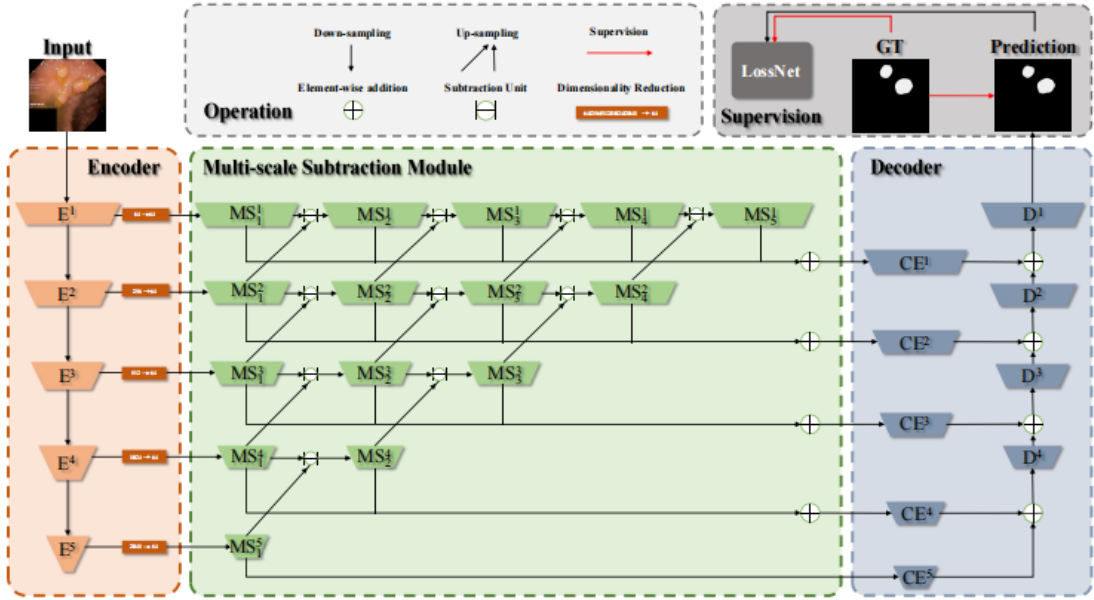 Input
Down-sampling
Up-sampling
Supervision
Element-wise addition
Subtraction Unit
Dimensionality Reduction
Operation
LossNet
GT
Prediction
Supervision
Encoder
Multi-scale Subtraction Module
Decoder
E¹
MS₁¹
MS₂¹
MS₃¹
MS₄¹
MS₅¹
D¹
CE¹
E²
MS₁²
MS₂²
MS₃²
MS₄²
D²
CE²
E³
MS₁³
MS₂³
MS₃³
D³
CE³
E⁴
MS₁⁴
MS₂⁴
D⁴
CE⁴
E⁵
MS₁⁵
CE⁵